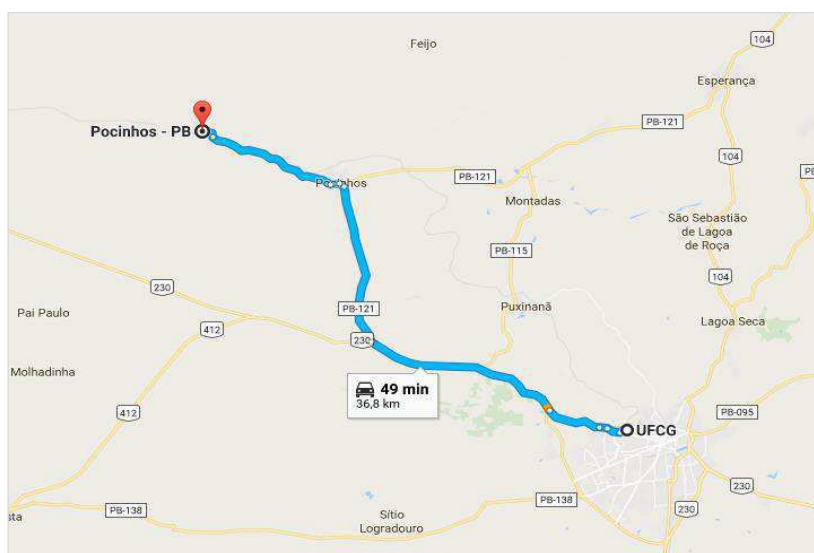 Feijo
104
Esperança
Pocinhos - PB
PB-121
104
PB-121
Pocinhos
Montadas
São Sebastião
de Lagoa
de Roça
PB-115
104
230
Puxinanã
PB-121
Pai Paulo
412
230
Lagoa Seca
Molhadinha
49 min
36,8 km
412
PB-095
UFCG
230
PB-138
PB-138
230
Sítio
Logradouro